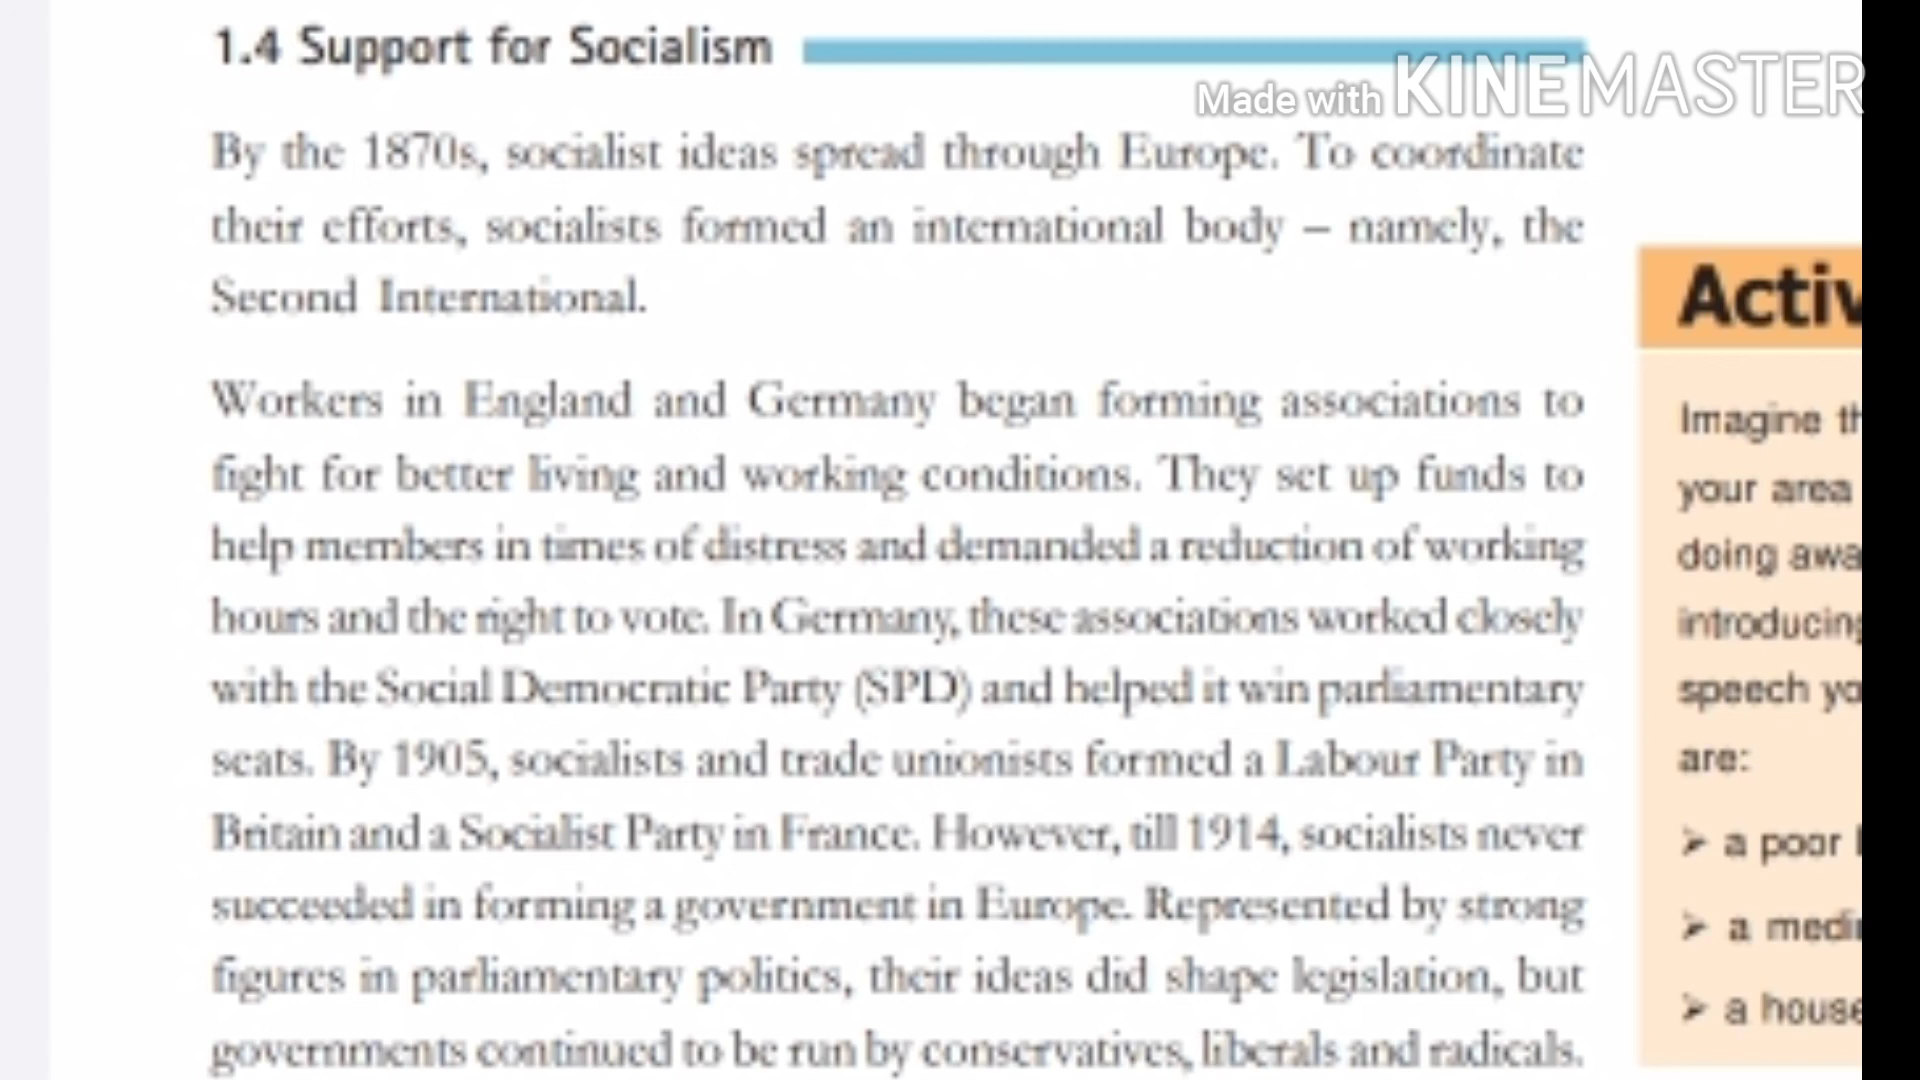 1.4 Support for Socialism
Made with KINEMASTER
By the 1870s, socialist ideas spread through Europe. To coordinate
their efforts, socialists formed an international body – namely, the
Second International.
Workers in England and Germany began forming associations to
fight for better living and working conditions. They set up funds to
help members in times of distress and demanded a reduction of working
hours and the right to vote. In Germany, these associations worked closely
with the Social Democratic Party (SPD) and helped it win parliamentary
seats. By 1905, socialists and trade unionists formed a Labour Party in
Britain and a Socialist Party in France. However, till 1914, socialists never
succeeded in forming a government in Europe. Represented by strong
figures in parliamentary politics, their ideas did shape legislation, but
governments continued to be run by conservatives, liberals and radicals.
Activ
Imagine th
your area
doing awa
introducing
speech yo
are:
➢ a poor
➢ a medi
➢ a house